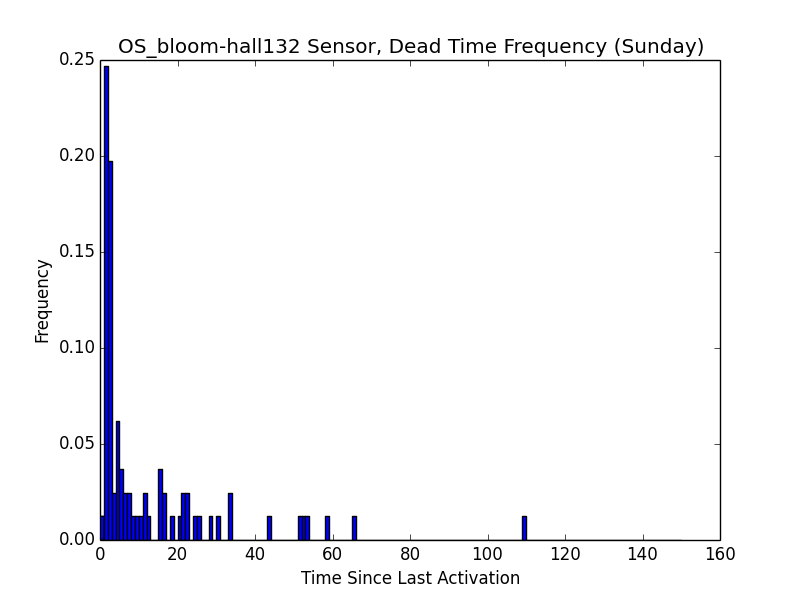 OS_bloom-hall132 Sensor, Dead Time Frequency (Sunday)
0.25
0.20
0.15
0.10
0.05
0.00
Frequency
0 20 40 60 80 100 120 140 160
Time Since Last Activation